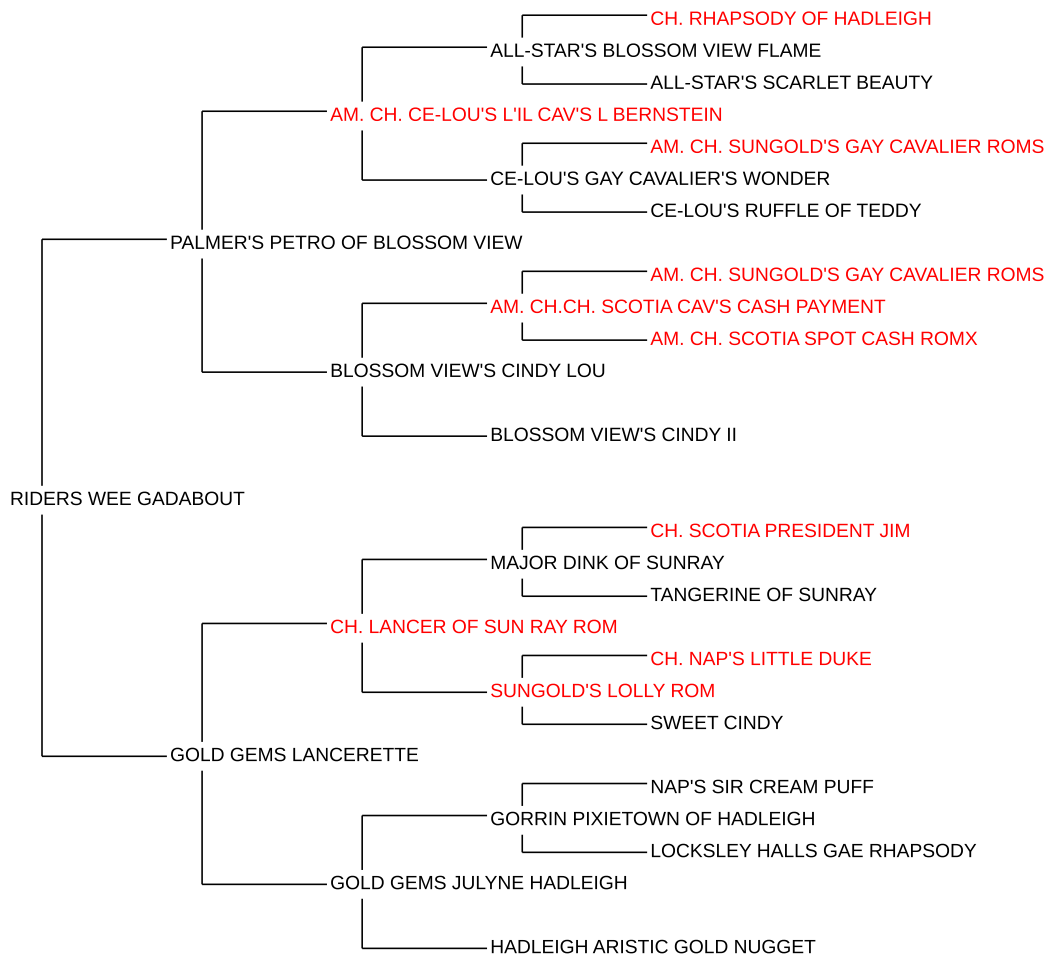 CH. RHAPSODY OF HADLEIGH
ALL-STAR'S BLOSSOM VIEW FLAME
ALL-STAR'S SCARLET BEAUTY
AM. CH. CE-LOU'S L'IL CAV'S L BERNSTEIN
AM. CH. SUNGOLD'S GAY CAVALIER ROMS
CE-LOU'S GAY CAVALIER'S WONDER
CE-LOU'S RUFFLE OF TEDDY
PALMER'S PETRO OF BLOSSOM VIEW
AM. CH. SUNGOLD'S GAY CAVALIER ROMS
AM. CH.CH. SCOTIA CAV'S CASH PAYMENT
AM. CH. SCOTIA SPOT CASH ROMX
BLOSSOM VIEW'S CINDY LOU
BLOSSOM VIEW'S CINDY II
RIDERS WEE GADABOUT
CH. SCOTIA PRESIDENT JIM
MAJOR DINK OF SUNRAY
TANGERINE OF SUNRAY
CH. LANCER OF SUN RAY ROM
CH. NAP'S LITTLE DUKE
SUNGOLD'S LOLLY ROM
SWEET CINDY
GOLD GEMS LANCERETTE
NAP'S SIR CREAM PUFF
GORRIN PIXIETOWN OF HADLEIGH
LOCKSLEY HALLS GAE RHAPSODY
GOLD GEMS JULYNE HADLEIGH
HADLEIGH ARISTIC GOLD NUGGET